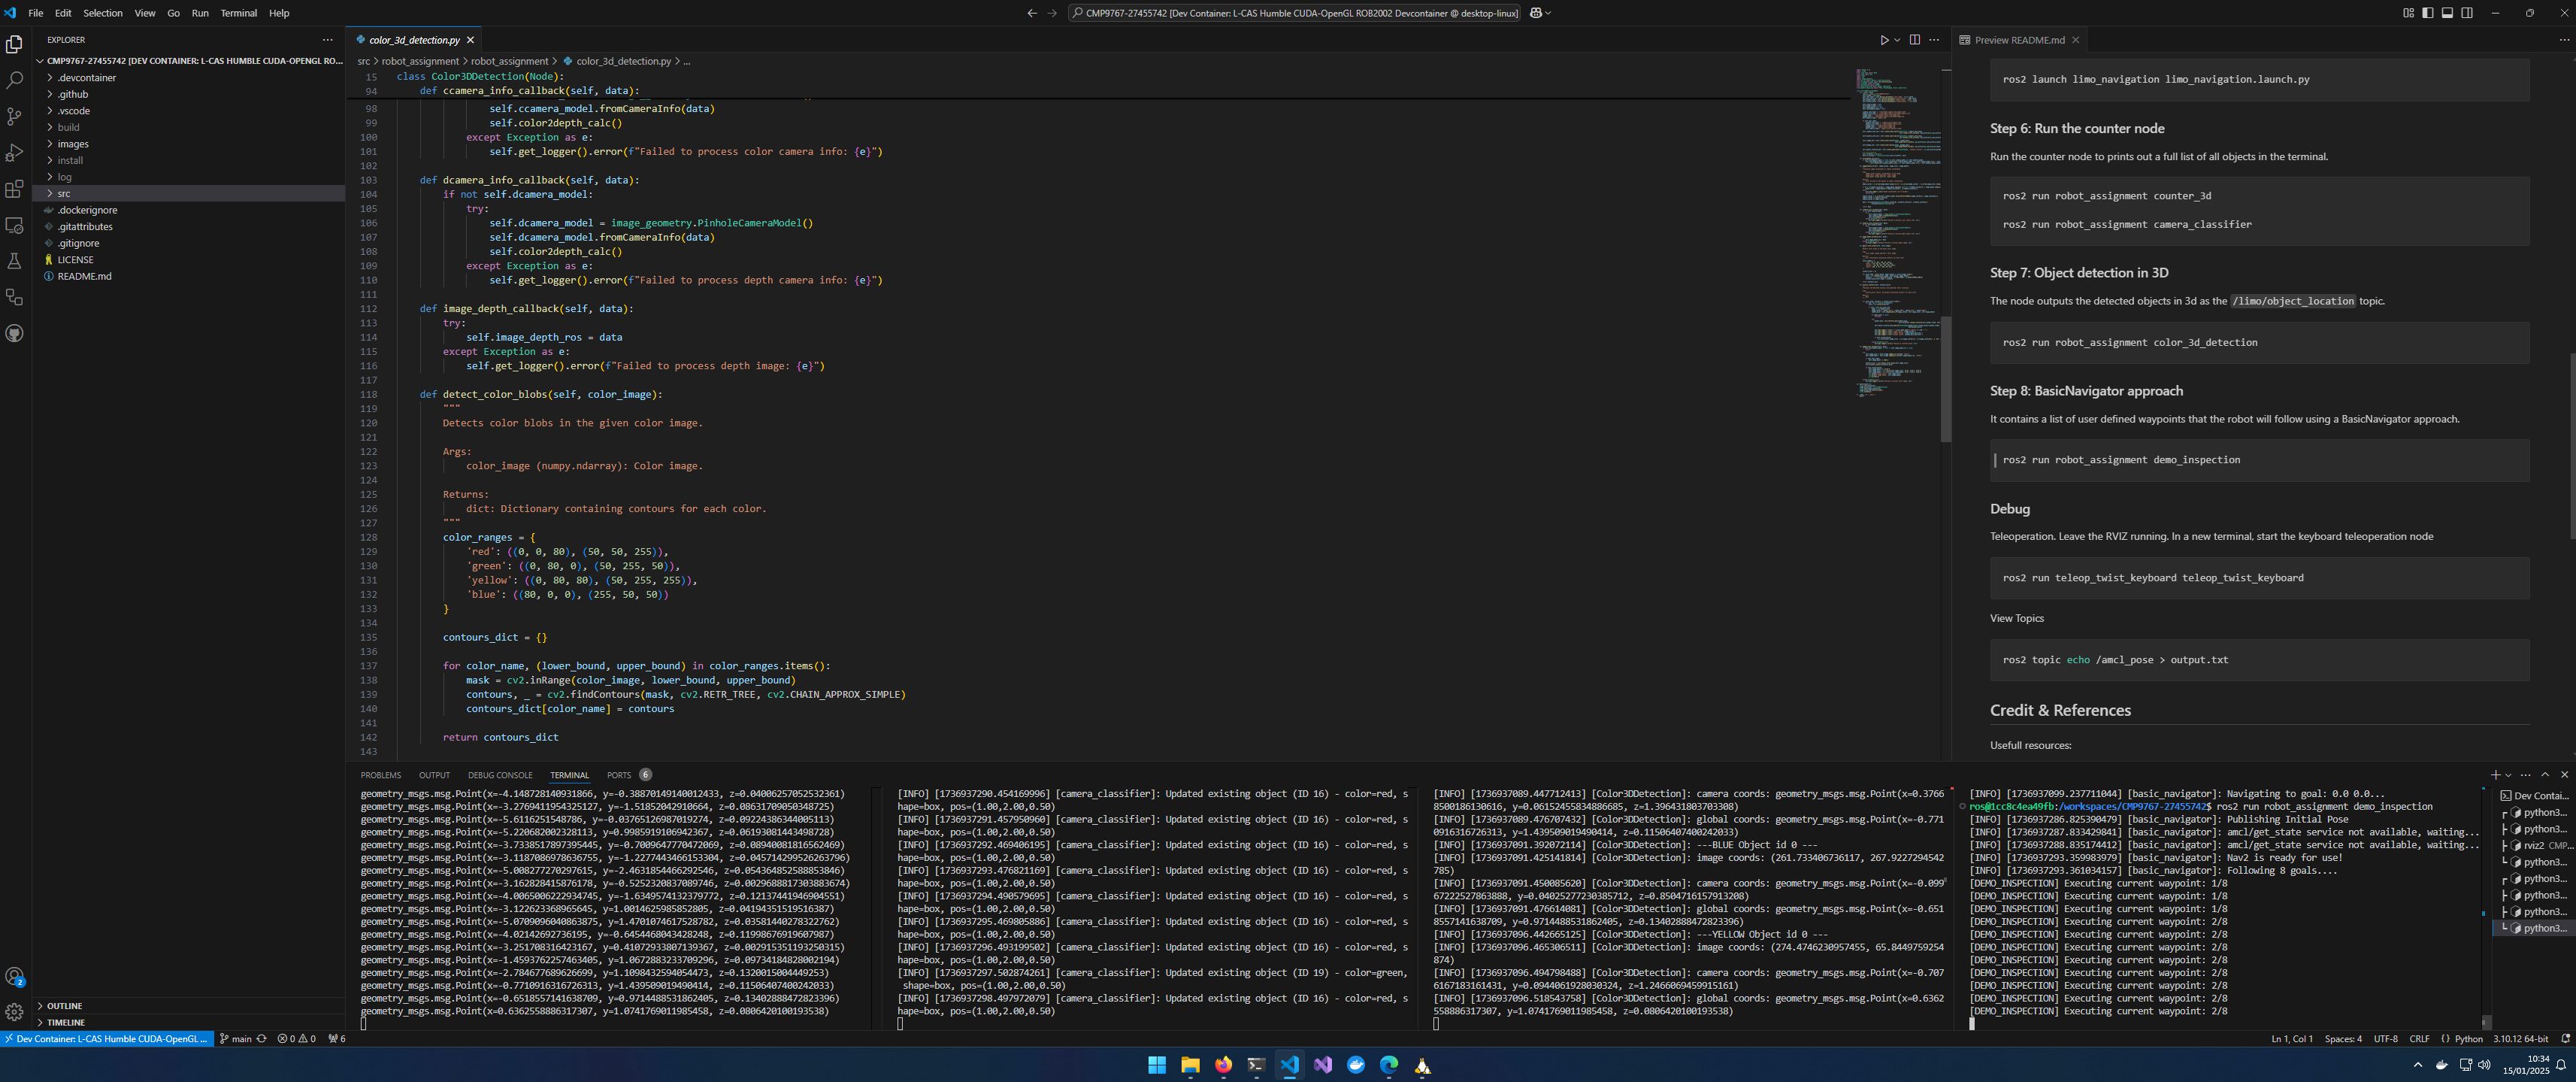 File Edit Selection View Go Run Terminal Help
CMP9767-27455742 [Dev Container: L-CAS Humble CUDA-OpenGL ROB2002 Devcontainer @ desktop-linux]
EXPLORER
CMP9767-27455742 [DEV CONTAINER: L-CAS HUMBLE CUDA-OPENGL RO...
.devcontainer
.github
.vscode
build
images
install
log
src
.dockerignore
.gitattributes
.gitignore
LICENSE
README.md
OUTLINE
TIMELINE
color_3d_detection.py
src > robot_assignment > robot_assignment > color_3d_detection.py > ...
15 class Color3DDetection(Node):
94 def ccamera_info_callback(self, data):
98 self.ccamera_model.fromCameraInfo(data)
99 self.color2depth_calc()
100 except Exception as e:
101 self.get_logger().error(f"Failed to process color camera info: {e}")
102
103 def dcamera_info_callback(self, data):
104 if not self.dcamera_model:
105 try:
106 self.dcamera_model = image_geometry.PinholeCameraModel()
107 self.dcamera_model.fromCameraInfo(data)
108 self.color2depth_calc()
109 except Exception as e:
110 self.get_logger().error(f"Failed to process depth camera info: {e}")
111
112 def image_depth_callback(self, data):
113 try:
114 self.image_depth_ros = data
115 except Exception as e:
116 self.get_logger().error(f"Failed to process depth image: {e}")
117
118 def detect_color_blobs(self, color_image):
119 """
120 Detects color blobs in the given color image.
121
122 Args:
123 color_image (numpy.ndarray): Color image.
124
125 Returns:
126 dict: Dictionary containing contours for each color.
127 """
128 color_ranges = {
129 'red': ((0, 0, 80), (50, 50, 255)),
130 'green': ((0, 80, 0), (50, 255, 50)),
131 'yellow': ((0, 80, 80), (50, 255, 255)),
132 'blue': ((80, 0, 0), (255, 50, 50))
133 }
134
135 contours_dict = {}
136
137 for color_name, (lower_bound, upper_bound) in color_ranges.items():
138 mask = cv2.inRange(color_image, lower_bound, upper_bound)
139 contours, _ = cv2.findContours(mask, cv2.RETR_TREE, cv2.CHAIN_APPROX_SIMPLE)
140 contours_dict[color_name] = contours
141
142 return contours_dict
143
Preview README.md
ros2 launch limo_navigation limo_navigation.launch.py
Step 6: Run the counter node
Run the counter node to prints out a full list of all objects in the terminal.
ros2 run robot_assignment counter_3d
ros2 run robot_assignment camera_classifier
Step 7: Object detection in 3D
The node outputs the detected objects in 3d as the /limo/object_location topic.
ros2 run robot_assignment color_3d_detection
Step 8: BasicNavigator approach
It contains a list of user defined waypoints that the robot will follow using a BasicNavigator approach.
ros2 run robot_assignment demo_inspection
Debug
Teleoperation. Leave the RVIZ running. In a new terminal, start the keyboard teleoperation node
ros2 run teleop_twist_keyboard teleop_twist_keyboard
View Topics
ros2 topic echo /amcl_pose > output.txt
Credit & References
Usefull resources:
PROBLEMS OUTPUT DEBUG CONSOLE TERMINAL PORTS 6
geometry_msgs.msg.Point(x=-4.148728140931866, y=-0.38870149140012433, z=0.04006257052532361)
geometry_msgs.msg.Point(x=-3.2769411954325127, y=-1.51852042910664, z=0.08631709050348725)
geometry_msgs.msg.Point(x=-5.6116251548786, y=-0.03765126987019274, z=0.09224386344005113)
geometry_msgs.msg.Point(x=-5.220682002328113, y=0.9985919106942367, z=0.06193081443498728)
geometry_msgs.msg.Point(x=-3.7338517897395445, y=-0.7009647770472069, z=0.08940081816562469)
geometry_msgs.msg.Point(x=-3.1187086978636755, y=-1.2277443466153304, z=0.045714299526263796)
geometry_msgs.msg.Point(x=-5.008277270297615, y=-2.4631854466292546, z=0.054364852588853846)
geometry_msgs.msg.Point(x=-3.162828415876178, y=-0.5252320837089746, z=0.0029688817303883674)
geometry_msgs.msg.Point(x=-4.0065006222934745, y=-1.6349574132379772, z=0.12137441946904551)
geometry_msgs.msg.Point(x=-3.122623368965645, y=1.0014625985852805, z=0.04194351519516387)
geometry_msgs.msg.Point(x=-5.070909604086​3875, y=1.47010746175​28782, z=0.03581440278322762)
geometry_msgs.msg.Point(x=-4.02142692736195, y=-0.6454468043428248, z=0.11998676919607987)
geometry_msgs.msg.Point(x=-3.251708316423167, y=0.41072933807139367, z=0.002915351193250315)
geometry_msgs.msg.Point(x=-1.4593762257463405, y=1.0672883233709296, z=0.09734184828002194)
geometry_msgs.msg.Point(x=-2.784677689626699, y=1.1098432594054473, z=0.1320015004449253)
geometry_msgs.msg.Point(x=-0.7710916316726313, y=1.439509019490414, z=0.11506407400242033)
geometry_msgs.msg.Point(x=-0.6518557141638709, y=0.9714488531862405, z=0.13402888472823396)
geometry_msgs.msg.Point(x=0.6362558886317307, y=1.0741769011985458, z=0.0806420100193538)
[INFO] [1736937290.454169996] [camera_classifier]: Updated existing object (ID 16) - color=red, s
hape=box, pos=(1.00,2.00,0.50)
[INFO] [1736937291.457950960] [camera_classifier]: Updated existing object (ID 16) - color=red, s
hape=box, pos=(1.00,2.00,0.50)
[INFO] [1736937292.469406195] [camera_classifier]: Updated existing object (ID 16) - color=red, s
hape=box, pos=(1.00,2.00,0.50)
[INFO] [1736937293.476821169] [camera_classifier]: Updated existing object (ID 16) - color=red, s
hape=box, pos=(1.00,2.00,0.50)
[INFO] [1736937294.490579695] [camera_classifier]: Updated existing object (ID 16) - color=red, s
hape=box, pos=(1.00,2.00,0.50)
[INFO] [1736937295.469805886] [camera_classifier]: Updated existing object (ID 16) - color=red, s
hape=box, pos=(1.00,2.00,0.50)
[INFO] [1736937296.493199502] [camera_classifier]: Updated existing object (ID 16) - color=red, s
hape=box, pos=(1.00,2.00,0.50)
[INFO] [1736937297.502874261] [camera_classifier]: Updated existing object (ID 19) - color=green,
shape=box, pos=(1.00,2.00,0.50)
[INFO] [1736937298.497972079] [camera_classifier]: Updated existing object (ID 16) - color=red, s
hape=box, pos=(1.00,2.00,0.50)
[INFO] [1736937089.447712413] [Color3DDetection]: camera coords: geometry_msgs.msg.Point(x=0.3766
8500186130616, y=0.06152455834886685, z=1.396431803703308)
[INFO] [1736937089.476707432] [Color3DDetection]: global coords: geometry_msgs.msg.Point(x=-0.771
0916316726313, y=1.439509019490414, z=0.11506407400242033)
[INFO] [1736937091.392072114] [Color3DDetection]: ---BLUE Object id 0 ---
[INFO] [1736937091.425141814] [Color3DDetection]: image coords: (261.733406736117, 267.9227294542
785)
[INFO] [1736937091.450085620] [Color3DDetection]: camera coords: geometry_msgs.msg.Point(x=-0.099
67222527863888, y=0.04025277230385712, z=0.8504716157913208)
[INFO] [1736937091.476614081] [Color3DDetection]: global coords: geometry_msgs.msg.Point(x=-0.651
8557141638709, y=0.9714488531862405, z=0.13402888472823396)
[INFO] [1736937096.442665125] [Color3DDetection]: ---YELLOW Object id 0 ---
[INFO] [1736937096.465306511] [Color3DDetection]: image coords: (274.4746230957455, 65.8449759254
874)
[INFO] [1736937096.494798488] [Color3DDetection]: camera coords: geometry_msgs.msg.Point(x=-0.707
6167183161431, y=0.0944061928030324, z=1.2466069459915161)
[INFO] [1736937096.518543758] [Color3DDetection]: global coords: geometry_msgs.msg.Point(x=0.6362
558886317307, y=1.0741769011985458, z=0.0806420100193538)
[INFO] [1736937099.237711044] [basic_navigator]: Navigating to goal: 0.0 0.0...
ros@1cc8c4ea49fb:/workspaces/CMP9767-27455742$ ros2 run robot_assignment demo_inspection
[INFO] [1736937286.825390479] [basic_navigator]: Publishing Initial Pose
[INFO] [1736937287.833429841] [basic_navigator]: amcl/get_state service not available, waiting...
[INFO] [1736937288.835174412] [basic_navigator]: amcl/get_state service not available, waiting...
[INFO] [1736937293.359983979] [basic_navigator]: Nav2 is ready for use!
[INFO] [1736937293.361034157] [basic_navigator]: Following 8 goals....
[DEMO_INSPECTION] Executing current waypoint: 1/8
[DEMO_INSPECTION] Executing current waypoint: 1/8
[DEMO_INSPECTION] Executing current waypoint: 2/8
[DEMO_INSPECTION] Executing current waypoint: 2/8
[DEMO_INSPECTION] Executing current waypoint: 2/8
[DEMO_INSPECTION] Executing current waypoint: 2/8
[DEMO_INSPECTION] Executing current waypoint: 2/8
[DEMO_INSPECTION] Executing current waypoint: 2/8
[DEMO_INSPECTION] Executing current waypoint: 2/8
[DEMO_INSPECTION] Executing current waypoint: 2/8
[DEMO_INSPECTION] Executing current waypoint: 2/8
Dev Contai...
python3...
python3...
rviz2 CMP...
python3...
python3...
python3...
python3...
python3...
2
Dev Container: L-CAS Humble CUDA-OpenGL ... main 0 0 6
Ln 1, Col 1 Spaces: 4 UTF-8 CRLF Python 3.10.12 64-bit
10:34
15/01/2025